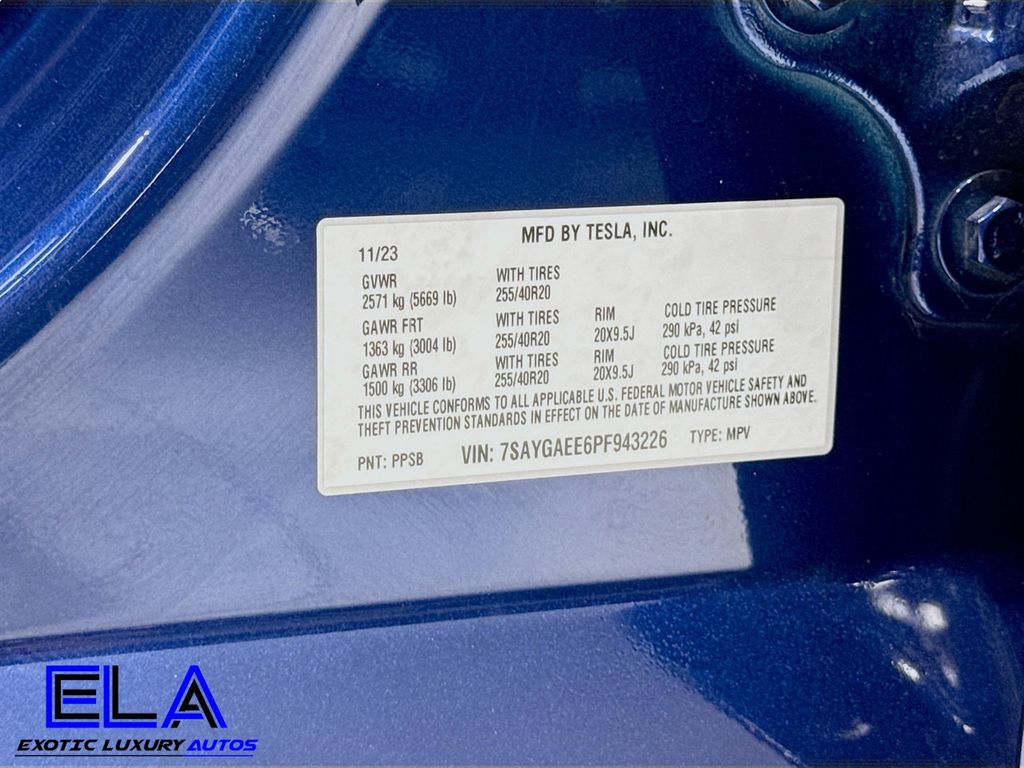 MFD BY TESLA, INC.
11/23
GVWR WITH TIRES
2571 kg (5669 lb) 255/40R20
GAWR FRT WITH TIRES RIM COLD TIRE PRESSURE
1363 kg (3004 lb) 255/40R20 20X9.5J 290 kPa, 42 psi
GAWR RR WITH TIRES RIM COLD TIRE PRESSURE
1500 kg (3306 lb) 255/40R20 20X9.5J 290 kPa, 42 psi
THIS VEHICLE CONFORMS TO ALL APPLICABLE U.S. FEDERAL MOTOR VEHICLE SAFETY AND
THEFT PREVENTION STANDARDS IN EFFECT ON THE DATE OF MANUFACTURE SHOWN ABOVE.
PNT: PPSB VIN: 7SAYGAEE6PF943226 TYPE: MPV
ELA
EXOTIC LUXURY AUTOS